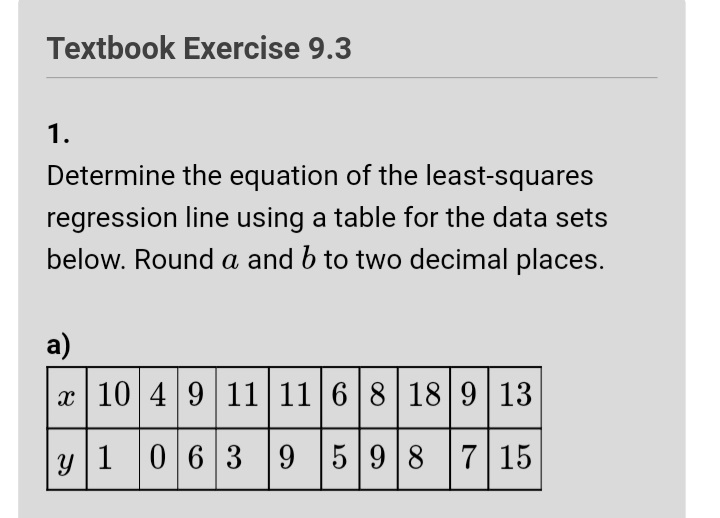 Textbook Exercise 9.3
1.
Determine the equation of the least-squares
regression line using a table for the data sets
below. Round a and b to two decimal places.
a)
x 10 4 9 11 11 6 8 18 9 13
y 1 0 6 3 9 5 9 8 7 15